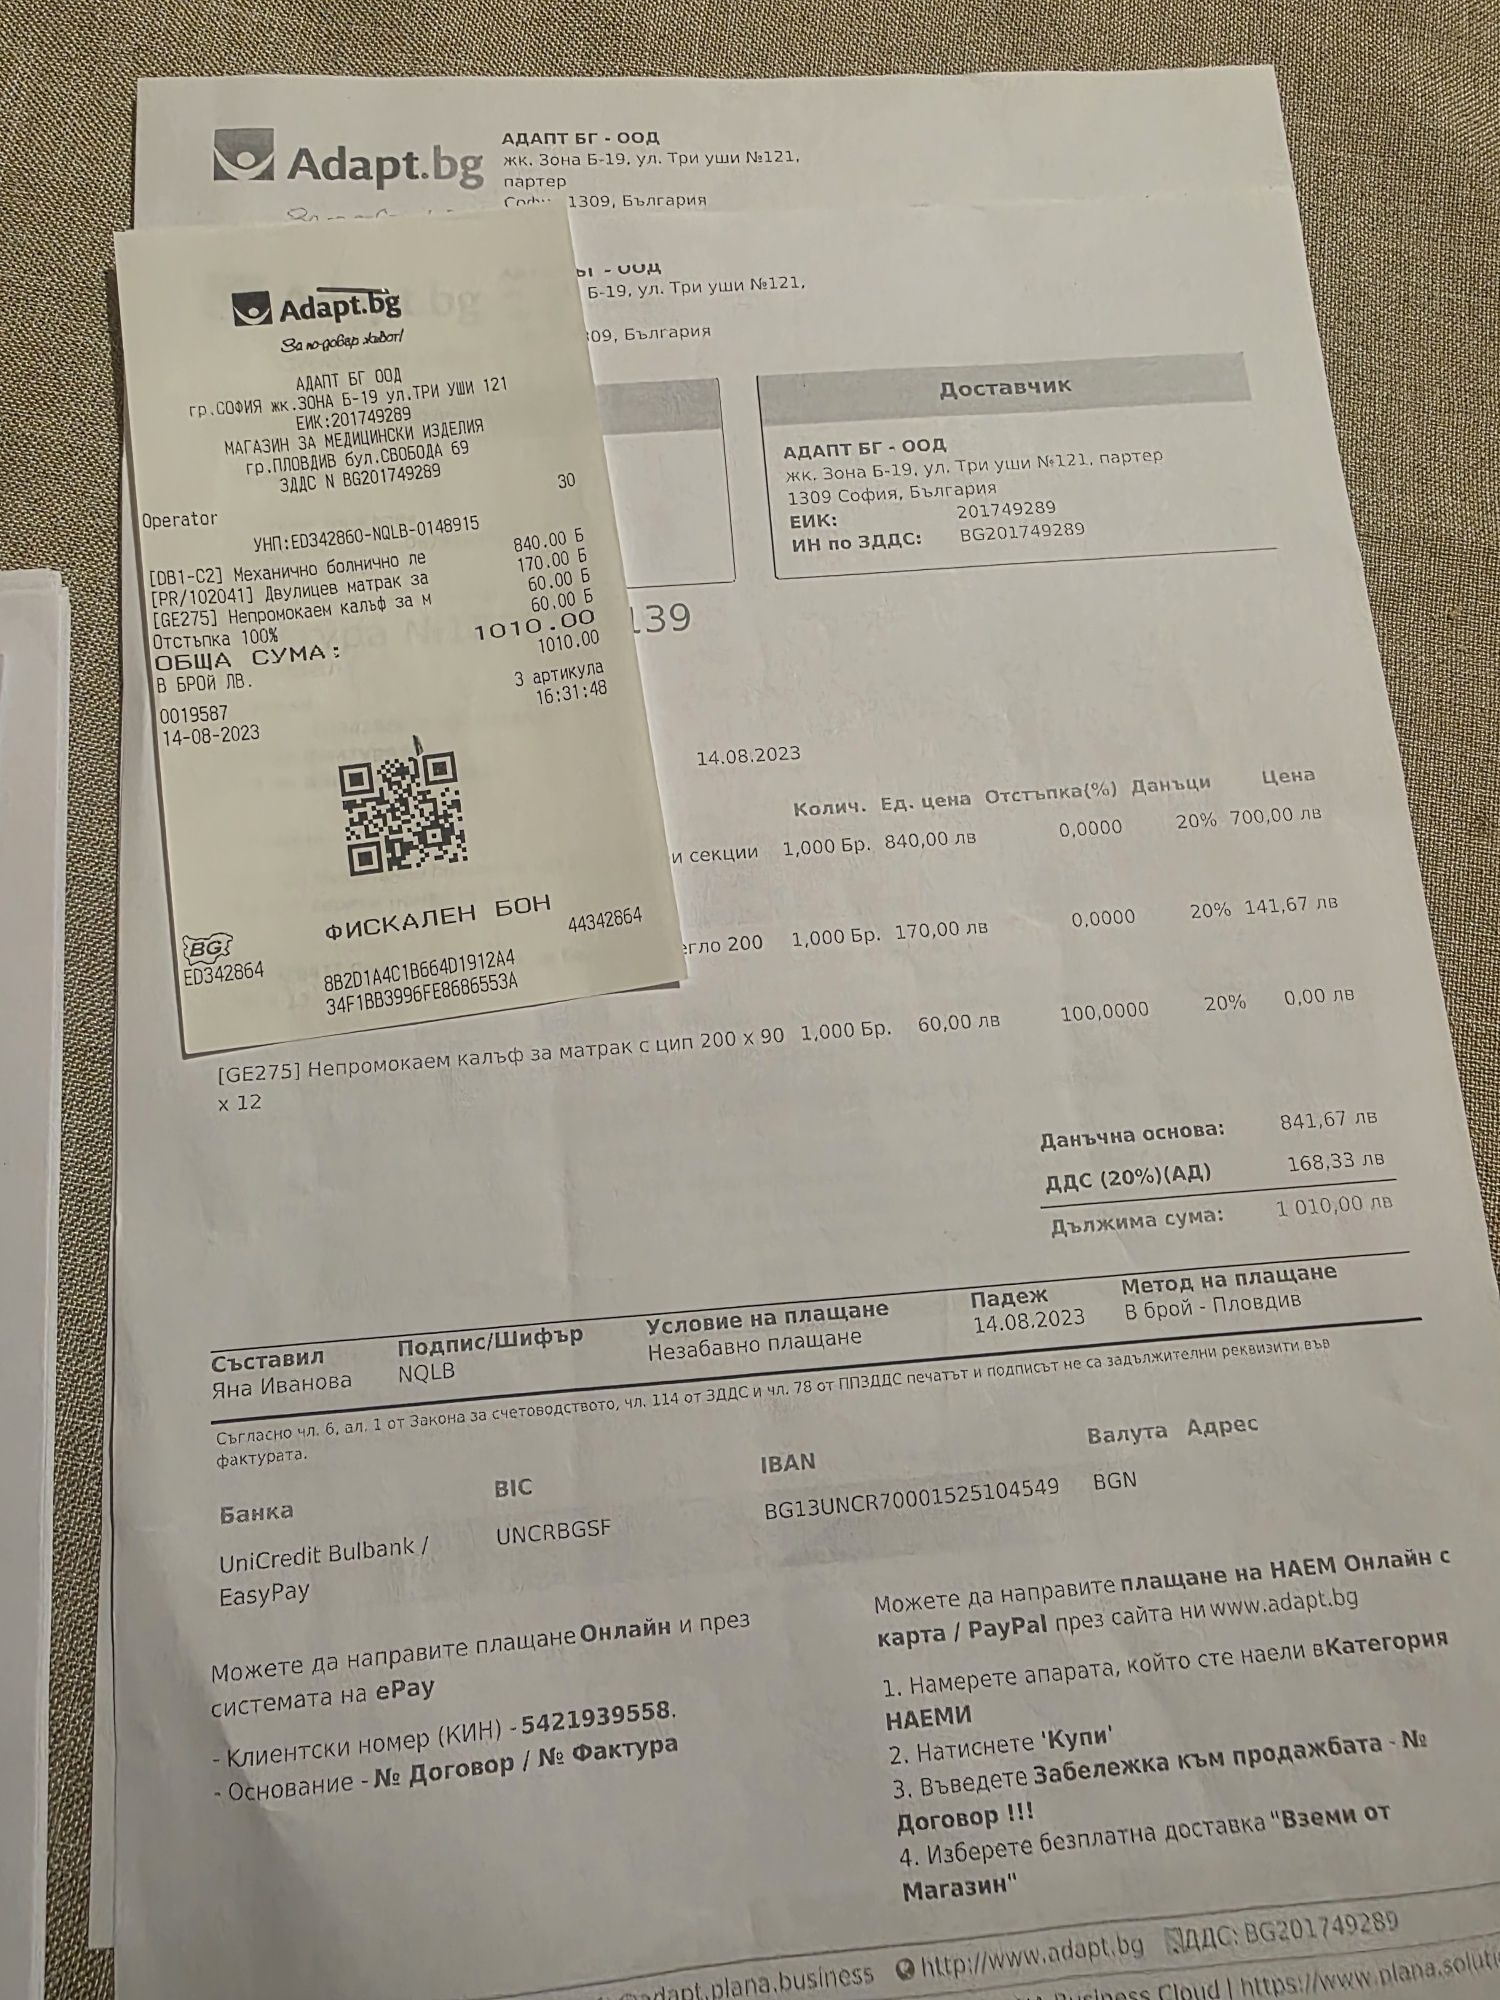 Adapt.bg
АДАПТ БГ - ООД
жк. Зона Б-19, ул. Три уши №121,
партер
1309, България
Б-19, ул. Три уши №121,
България
Adapt.bg
За по-добър живот!
АДАПТ БГ ООД
гр.СОФИЯ жк.ЗОНА Б-19 ул.ТРИ УШИ 121
ЕИК:201749289
МАГАЗИН ЗА МЕДИЦИНСКИ ИЗДЕЛИЯ
гр.ПЛОВДИВ бул.СВОБОДА 69
ЗДДС N BG201749289
Operator 30
УНП:ED342860-NQLB-0148915
[DB1-C2] Механично болнично ле 840.00 Б
[PR/102041] Двулицев матрак за 170.00 Б
[GE275] Непромокаем калъф за м 60.00 Б
Отстъпка 100% 60.00 Б
ОБЩА СУМА: 1010.00
В БРОЙ ЛВ. 1010.00
3 артикула
0019587 16:31:48
14-08-2023
ФИСКАЛЕН БОН
BG
ED342864 44342864
8B2D1A4C1B664D1912A4
34F1BB3996FE8686553A
Доставчик
АДАПТ БГ - ООД
жк. Зона Б-19, ул. Три уши №121, партер
1309 София, България
ЕИК: 201749289
ИН по ЗДДС: BG201749289
139
14.08.2023
Колич. Ед. цена Отстъпка(%) Данъци Цена
и секции 1,000 Бр. 840,00 лв 0,0000 20% 700,00 лв
200 1,000 Бр. 170,00 лв 0,0000 20% 141,67 лв
[GE275] Непромокаем калъф за матрак с цип 200 x 90 1,000 Бр. 60,00 лв 100,0000 20% 0,00 лв
x 12
Данъчна основа: 841,67 лв
ДДС (20%)(АД) 168,33 лв
Дължима сума: 1 010,00 лв
Съставил Подпис/Шифър Условие на плащане Падеж Метод на плащане
Яна Иванова NQLB Незабавно плащане 14.08.2023 В брой - Пловдив
Съгласно чл. 6, ал. 1 от Закона за счетоводството, чл. 114 от ЗДДС и чл. 78 от ППЗДДС печатът и подписът не са задължителни реквизити във
фактурата.
Банка BIC IBAN Валута Адрес
UniCredit Bulbank / UNCRBGSF BG13UNCR70001525104549 BGN
EasyPay
Можете да направите плащане Онлайн и през
системата на ePay
- Клиентски номер (КИН) - 5421939558.
- Основание - № Договор / № Фактура
Можете да направите плащане на НАЕМ Онлайн с
карта / PayPal през сайта ни www.adapt.bg
1. Намерете апарата, който сте наели в Категория
НАЕМИ
2. Натиснете 'Купи'
3. Въведете Забележка към продажбата - №
Договор !!!
4. Изберете безплатна доставка "Вземи от
Магазин"
@adapt.plana.business http://www.adapt.bg ДДС: BG201749289
Business Cloud | https://www.plana.soluti